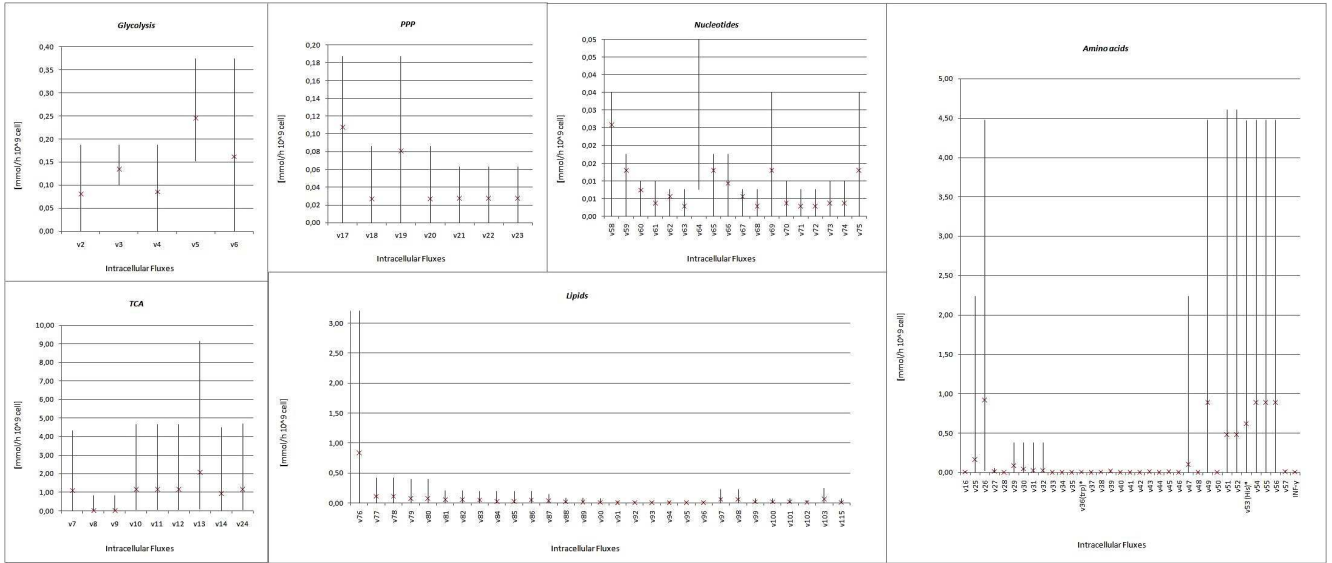 Glycolysis
0,40
0,35
0,30
0,25
0,20
0,15
0,10
0,05
0,00
[mmol/h 10^9 cell]
v2 v3 v4 v5 v6
Intracellular Fluxes
PPP
0,20
0,18
0,16
0,14
0,12
0,10
0,08
0,06
0,04
0,02
0,00
[mmol/h 10^9 cell]
v17 v18 v19 v20 v21 v22 v23
Intracellular Fluxes
Nucleotides
0,05
0,04
0,03
0,03
0,02
0,02
0,01
0,01
0,00
[mmol/h 10^9 cell]
v58 v59 v60 v61 v62 v63 v64 v65 v66 v67 v68 v69 v70 v71 v72 v73 v74 v75
Intracellular Fluxes
Amino acids
5,00
4,50
4,00
3,50
3,00
2,50
2,00
1,50
1,00
0,50
0,00
[mmol/h 10^9 cell]
v16 v25 v26 v27 v28 v29 v30 v31 v32 v33 v34 v35 v36(trp)* v37 v38 v39 v40 v41 v42 v43 v44 v45 v46 v47 v48 v49 v50 v51 v52 v53 (His)* v54 v55 v56 v57 INF-γ
Intracellular Fluxes
TCA
10,00
9,00
8,00
7,00
6,00
5,00
4,00
3,00
2,00
1,00
0,00
[mmol/h 10^9 cell]
v7 v8 v9 v10 v11 v12 v13 v14 v24
Intracellular Fluxes
Lipids
3,00
2,50
2,00
1,50
1,00
0,50
0,00
[mmol/h 10^9 cell]
v76 v77 v78 v79 v80 v81 v82 v83 v84 v85 v86 v87 v88 v89 v90 v91 v92 v93 v94 v95 v96 v97 v98 v99 v100 v101 v102 v103 v115
Intracellular Fluxes